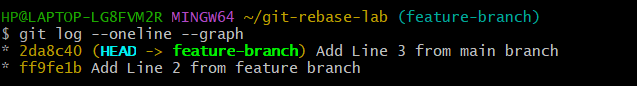 HP@LAPTOP-LG8FVM2R MINGW64 ~/git-rebase-lab (feature-branch)
$ git log --oneline --graph
* 2da8c40 (HEAD -> feature-branch) Add Line 3 from main branch
* ff9fe1b Add Line 2 from feature branch